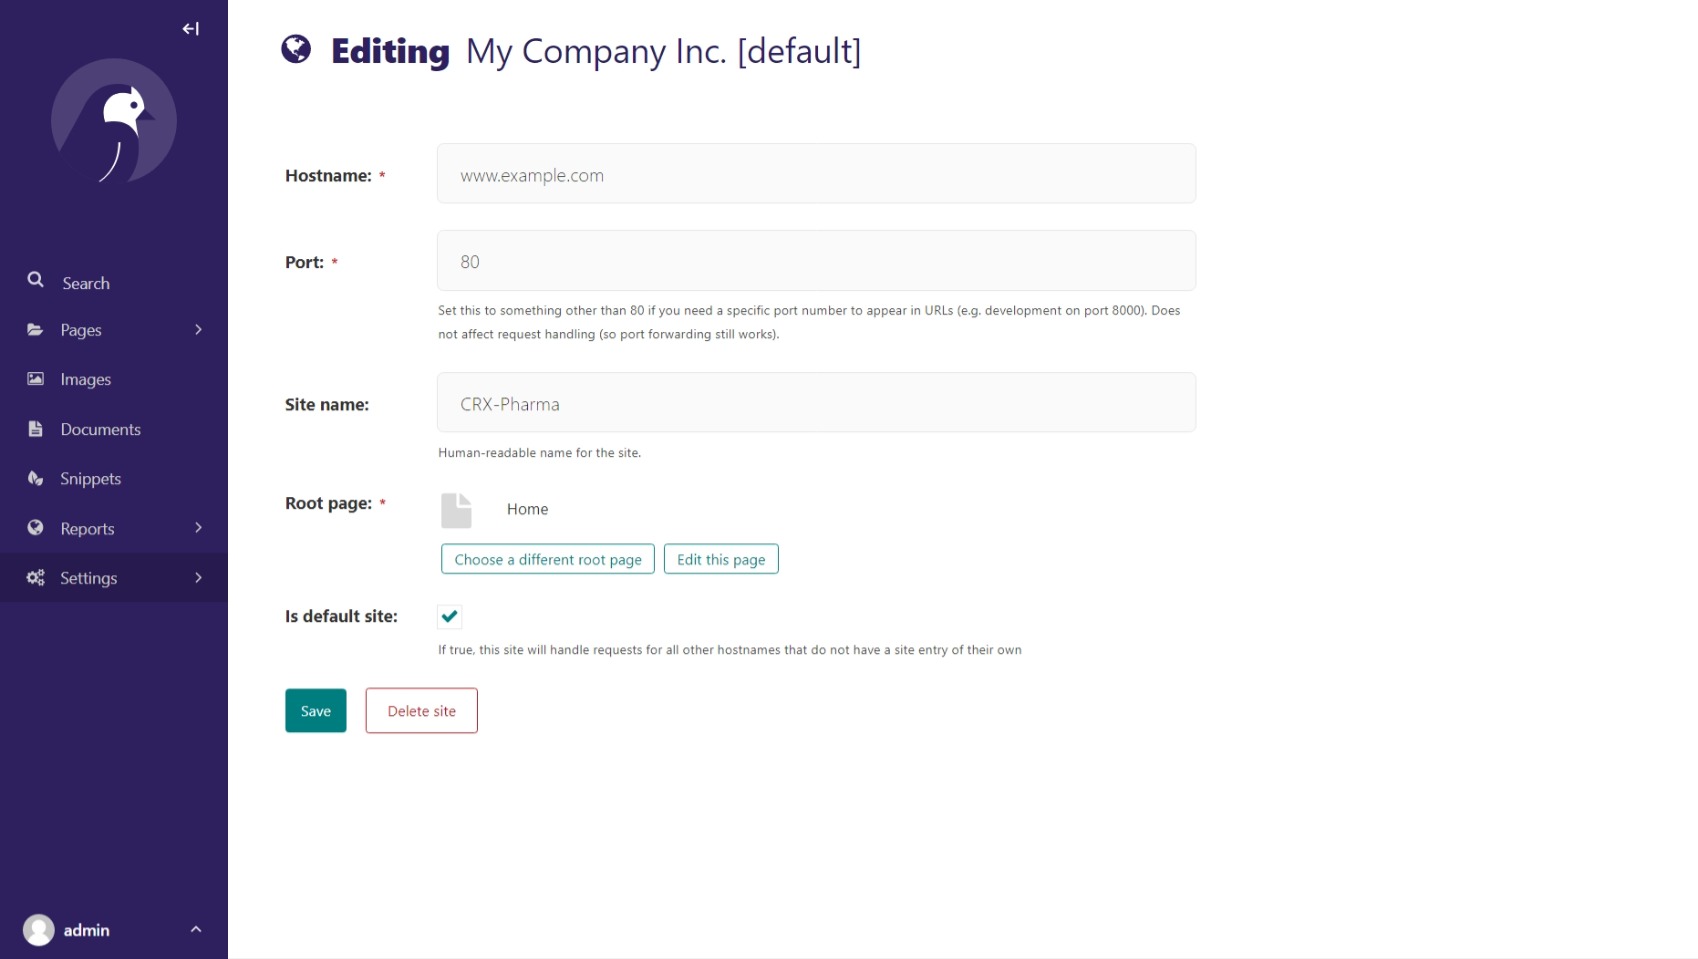 Editing My Company Inc. [default]
Search
Pages
Images
Documents
Snippets
Reports
Settings
admin
Hostname: *
www.example.com
Port: *
80
Set this to something other than 80 if you need a specific port number to appear in URLs (e.g. development on port 8000). Does
not affect request handling (so port forwarding still works).
Site name:
CRX-Pharma
Human-readable name for the site.
Root page: *
Home
Choose a different root page
Edit this page
Is default site:
If true, this site will handle requests for all other hostnames that do not have a site entry of their own
Save
Delete site